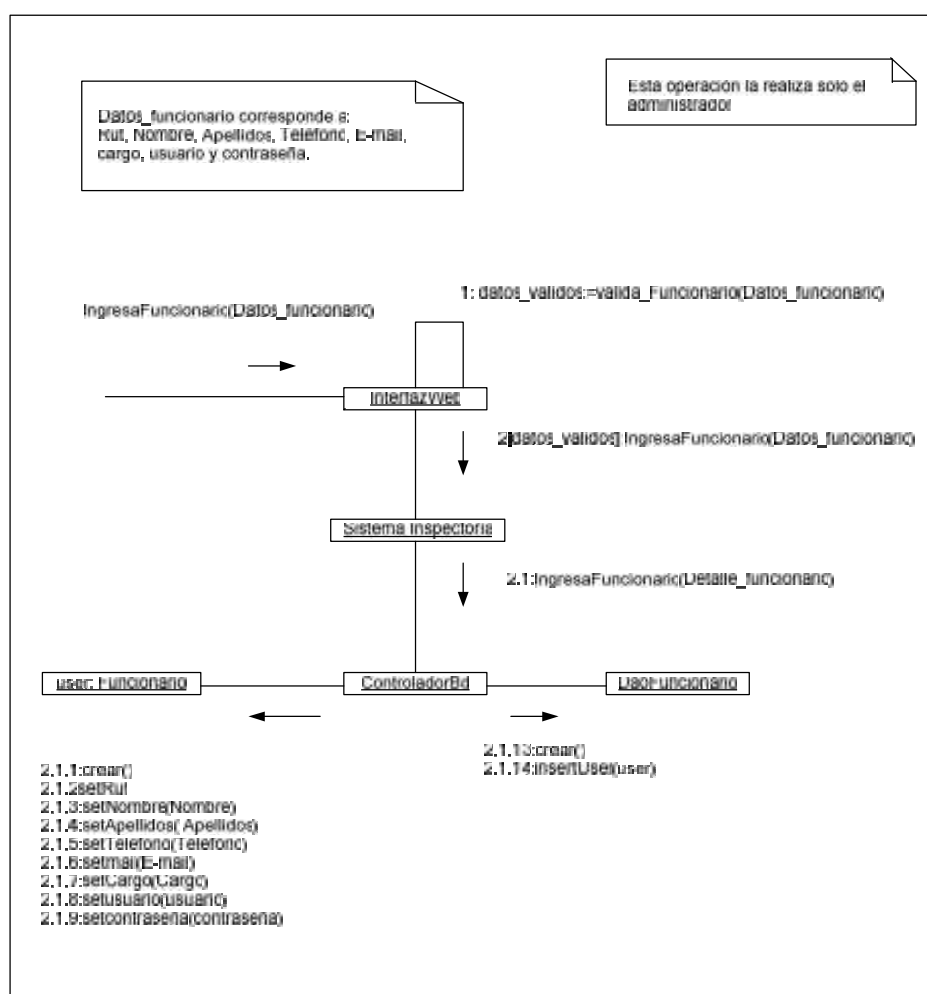 Datos_funcionario corresponde a:
Rut, Nombre, Apellidos, Teléfono, E-mail,
cargo, usuario y contraseña.
Esta operación la realiza solo el
administrador
1: datos_validos:=valida_Funcionario(Datos_funcionario)
IngresaFuncionario(Datos_funcionario)
InterfazWeb
2[datos_validos] IngresaFuncionario(Datos_funcionario)
Sistema Inspectoria
2.1:IngresaFuncionario(Detalle_funcionario)
user: Funcionario
ControladorBd
DaoFuncionario
2.1.13:crear()
2.1.14:insertUser(user)
2.1.1:crear()
2.1.2setRut
2.1.3:setNombre(Nombre)
2.1.4:setApellidos( Apellidos)
2.1.5:setTelefono(Telefono)
2.1.6:setmail(E-mail)
2.1.7:setCargo(Cargo)
2.1.8:setusuario(usuario)
2.1.9:setcontraseña(contraseña)